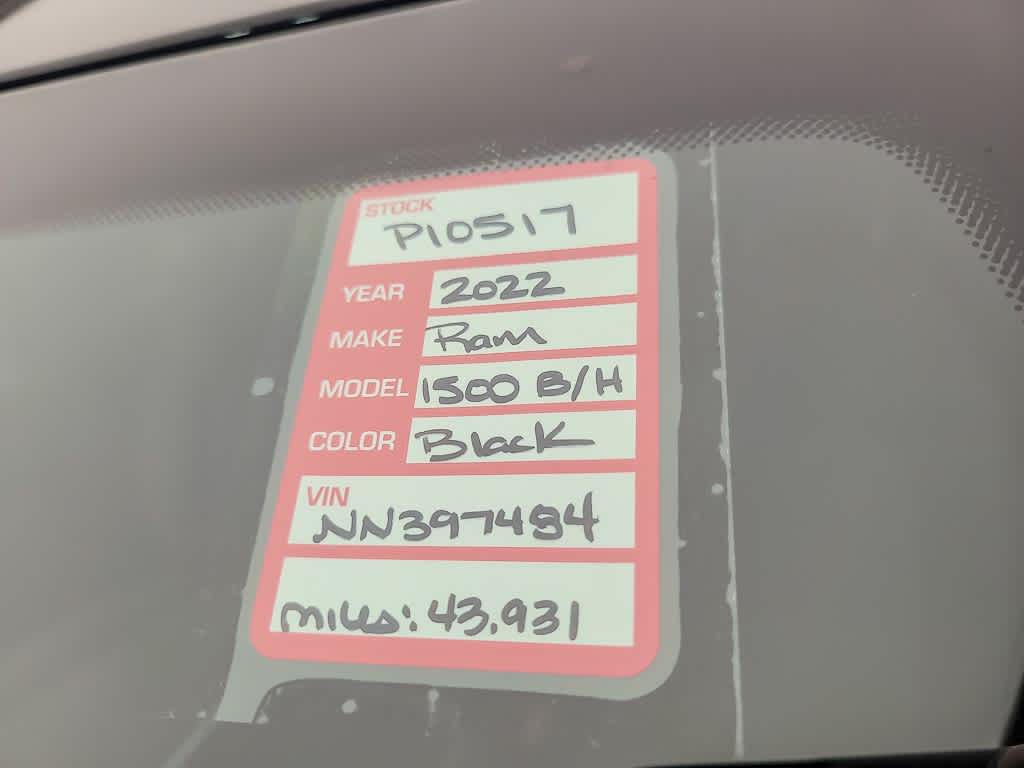 STOCK
P10517
YEAR 2022
MAKE Ram
MODEL 1500 B/H
COLOR Black
VIN
NN397484
miles: 43,931